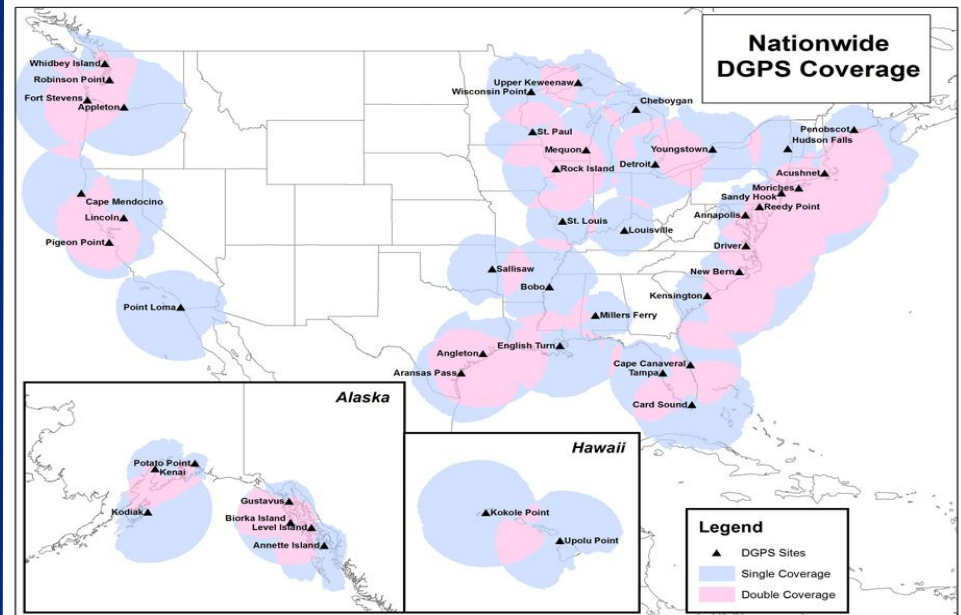 Nationwide
DGPS Coverage
Whidbey Island
Robinson Point
Fort Stevens
Appleton
Cape Mendocino
Lincoln
Pigeon Point
Point Loma
Upper Keweenaw
Wisconsin Point
Cheboygan
St. Paul
Mequon
Rock Island
Detroit
Youngstown
Penobscot
Hudson Falls
Acushnet
Moriches
Sandy Hook
Reedy Point
Annapolis
Driver
New Bern
Kensington
St. Louis
Louisville
Sallisaw
Bobo
Millers Ferry
English Turn
Angleton
Aransas Pass
Cape Canaveral
Tampa
Card Sound
Alaska
Potato Point
Kenai
Kodiak
Gustavus
Biorka Island
Level Island
Annette Island
Hawaii
Kokole Point
Upolu Point
Legend
DGPS Sites
Single Coverage
Double Coverage